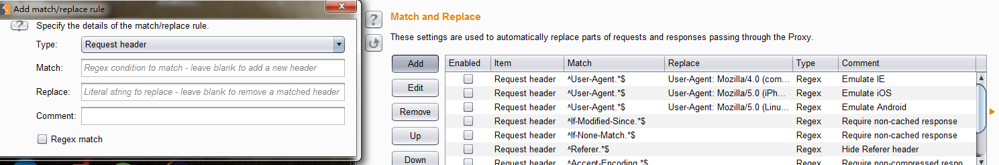 Add match/replace rule
Specify the details of the match/replace rule.
Type: Request header
Match: Regex condition to match - leave blank to add a new header
Replace: Literal string to replace - leave blank to remove a matched header
Comment:
Regex match
Match and Replace
These settings are used to automatically replace parts of requests and responses passing through the Proxy.
Add
Edit
Remove
Up
Down
Enabled Item Match Replace Type Comment
Request header ^User-Agent.*$ User-Agent: Mozilla/4.0 (com... Regex Emulate IE
Request header ^User-Agent.*$ User-Agent: Mozilla/5.0 (iPh... Regex Emulate iOS
Request header ^User-Agent.*$ User-Agent: Mozilla/5.0 (Linu... Regex Emulate Android
Request header ^If-Modified-Since.*$ Regex Require non-cached response
Request header ^If-None-Match.*$ Regex Require non-cached response
Request header ^Referer.*$ Regex Hide Referer header
Request header ^Accept-Encoding.*$ Regex Require non-compressed respo...